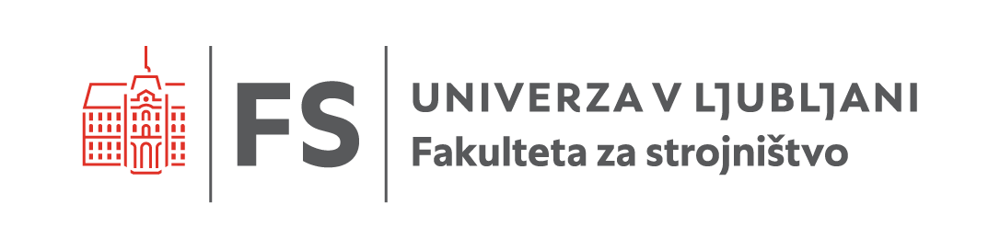 FS
UNIVERZA V LJUBLJANI
Fakulteta za strojništvo